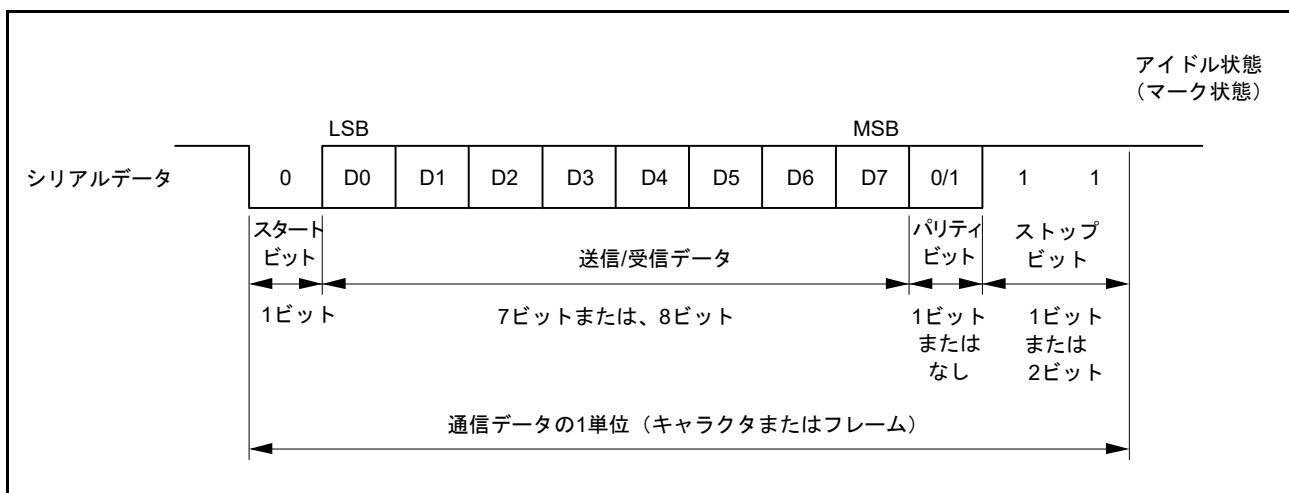 アイドル状態
（マーク状態）
LSB
MSB
シリアルデータ
0
D0
D1
D2
D3
D4
D5
D6
D7
0/1
1
1
スタート
ビット
送信/受信データ
パリティ
ビット
ストップ
ビット
1ビット
7ビットまたは、8ビット
1ビット
または
なし
1ビット
または
2ビット
通信データの1単位（キャラクタまたはフレーム）